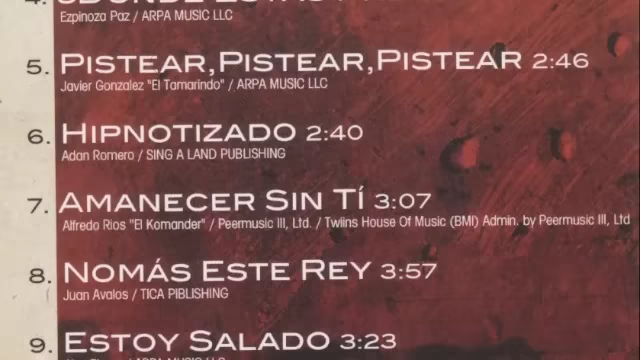 4.
Ezpinoza Paz / ARPA MUSIC LLC
5. PISTEAR,PISTEAR,PISTEAR 2:46
Javier Gonzalez "El Tamarindo" / ARPA MUSIC LLC
6. HIPNOTIZADO 2:40
Adan Romero / SING A LAND PUBLISHING
7. AMANECER SIN TÍ 3:07
Alfredo Rios "El Komander" / Peermusic III, Ltd. / Twiins House Of Music (BMI) Admin. by Peermusic III, Ltd
8. NOMÁS ESTE REY 3:57
Juan Avalos / TICA PIBLISHING
9. ESTOY SALADO 3:23